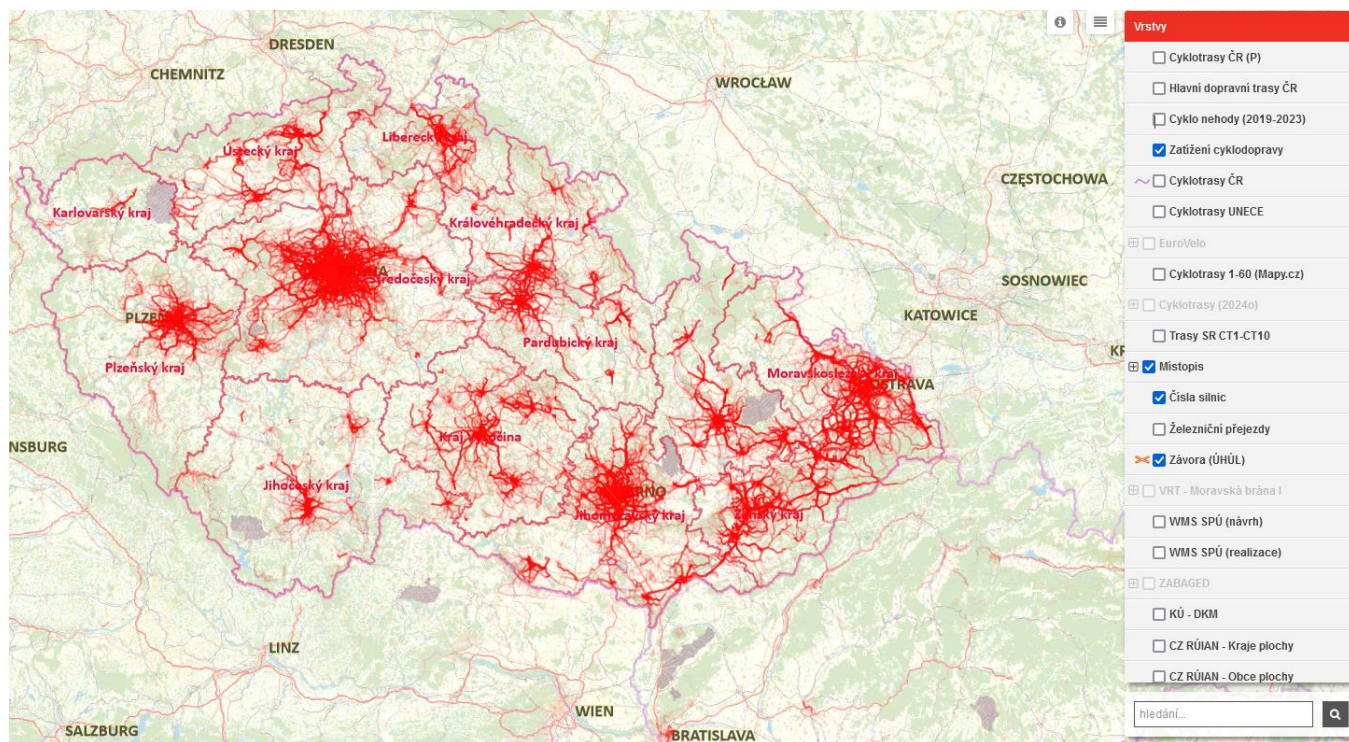 DRESDEN
CHEMNITZ
WROCŁAW
Liberecký kraj
Ústecký kraj
CZĘSTOCHOWA
Karlovarský kraj
Královéhradecký kraj
Středočeský kraj
SOSNOWIEC
PLZEŇ
KATOWICE
Pardubický kraj
Plzeňský kraj
Moravskoslezský kraj
OSTRAVA
NSBURG
Kraj Vysočina
Jihočeský kraj
BRNO
Jihomoravský kraj
Zlínský kraj
LINZ
WIEN
SALZBURG
BRATISLAVA
Vrstvy
Cyklotrasy ČR (P)
Hlavní dopravní trasy ČR
Cyklo nehody (2019-2023)
Zatížení cyklodopravy
Cyklotrasy ČR
Cyklotrasy UNECE
EuroVelo
Cyklotrasy 1-60 (Mapy.cz)
Cyklotrasy (2024o)
Trasy SR CT1-CT10
Místopis
Čísla silnic
Železniční přejezdy
Závora (ÚHÚL)
VRT - Moravská brána I
WMS SPÚ (návrh)
WMS SPÚ (realizace)
ZABAGED
KÚ - DKM
CZ RÚIAN - Kraje plochy
CZ RÚIAN - Obce plochy
hledání...